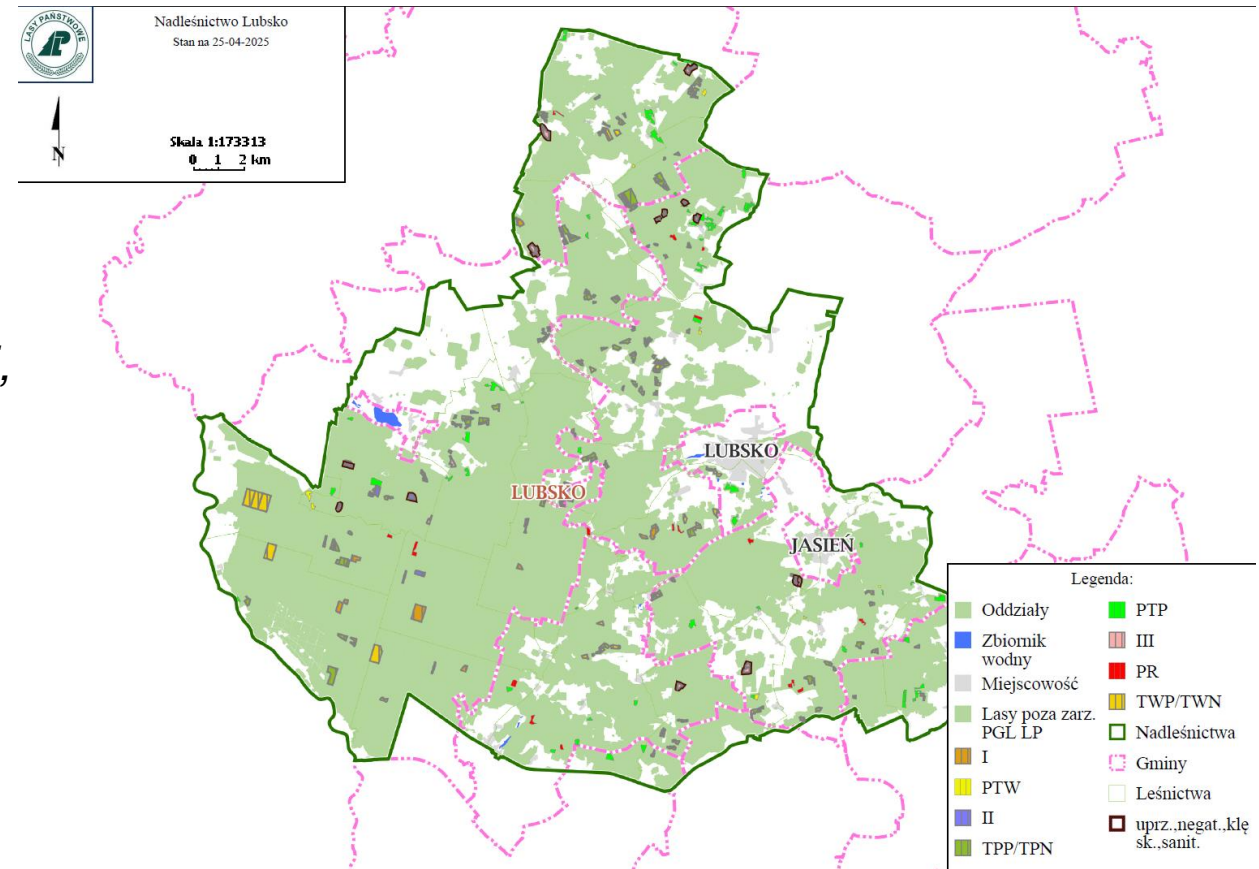 LASY PAŃSTWOWE
Nadleśnictwo Lubsko
Stan na 25-04-2025
N
Skala 1:173313
0 1 2 km
,
LUBSKO
LUBSKO
JASIEŃ
Legenda:
Oddziały
Zbiornik
wodny
Miejscowość
Lasy poza zarz.
PGL LP
I
PTW
II
TPP/TPN
PTP
III
PR
TWP/TWN
Nadleśnictwa
Gminy
Leśnictwa
uprz.,negat.,klę
sk.,sanit.